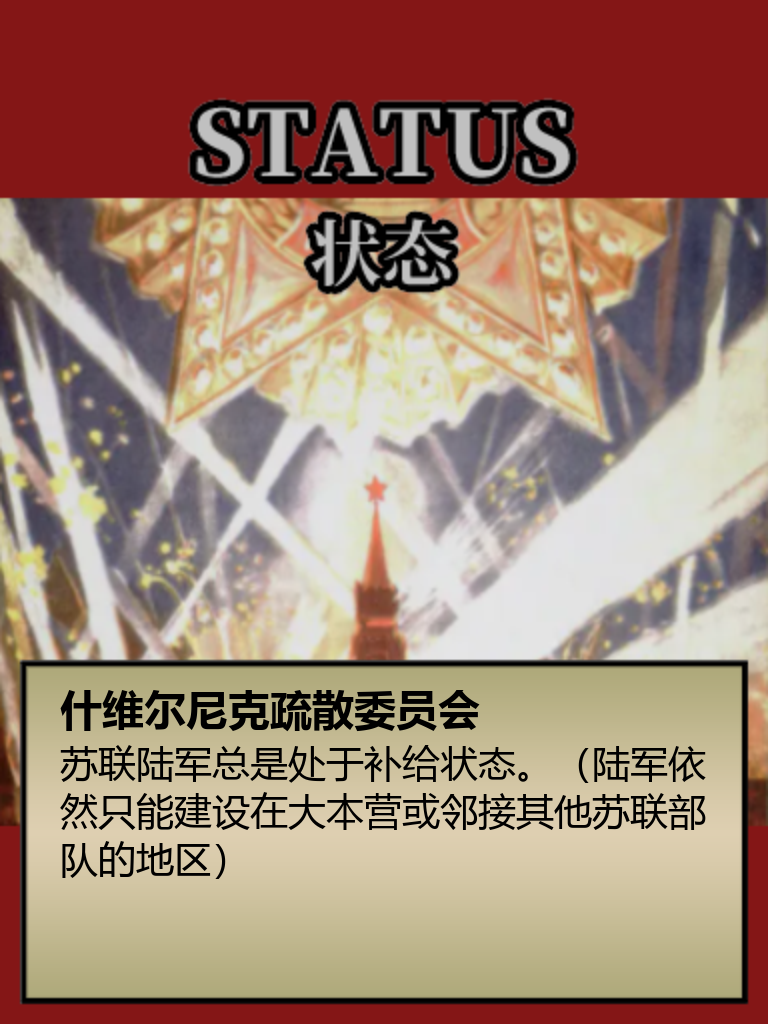 STATUS
状态
什维尔尼克疏散委员会
苏联陆军总是处于补给状态。（陆军依
然只能建设在大本营或邻接其他苏联部
队的地区）